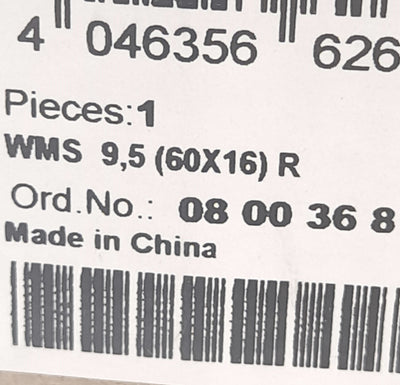 4 046356 626
Pieces:1
WMS 9,5 (60X16) R
Ord.No.: 08 00 36 8
Made in China